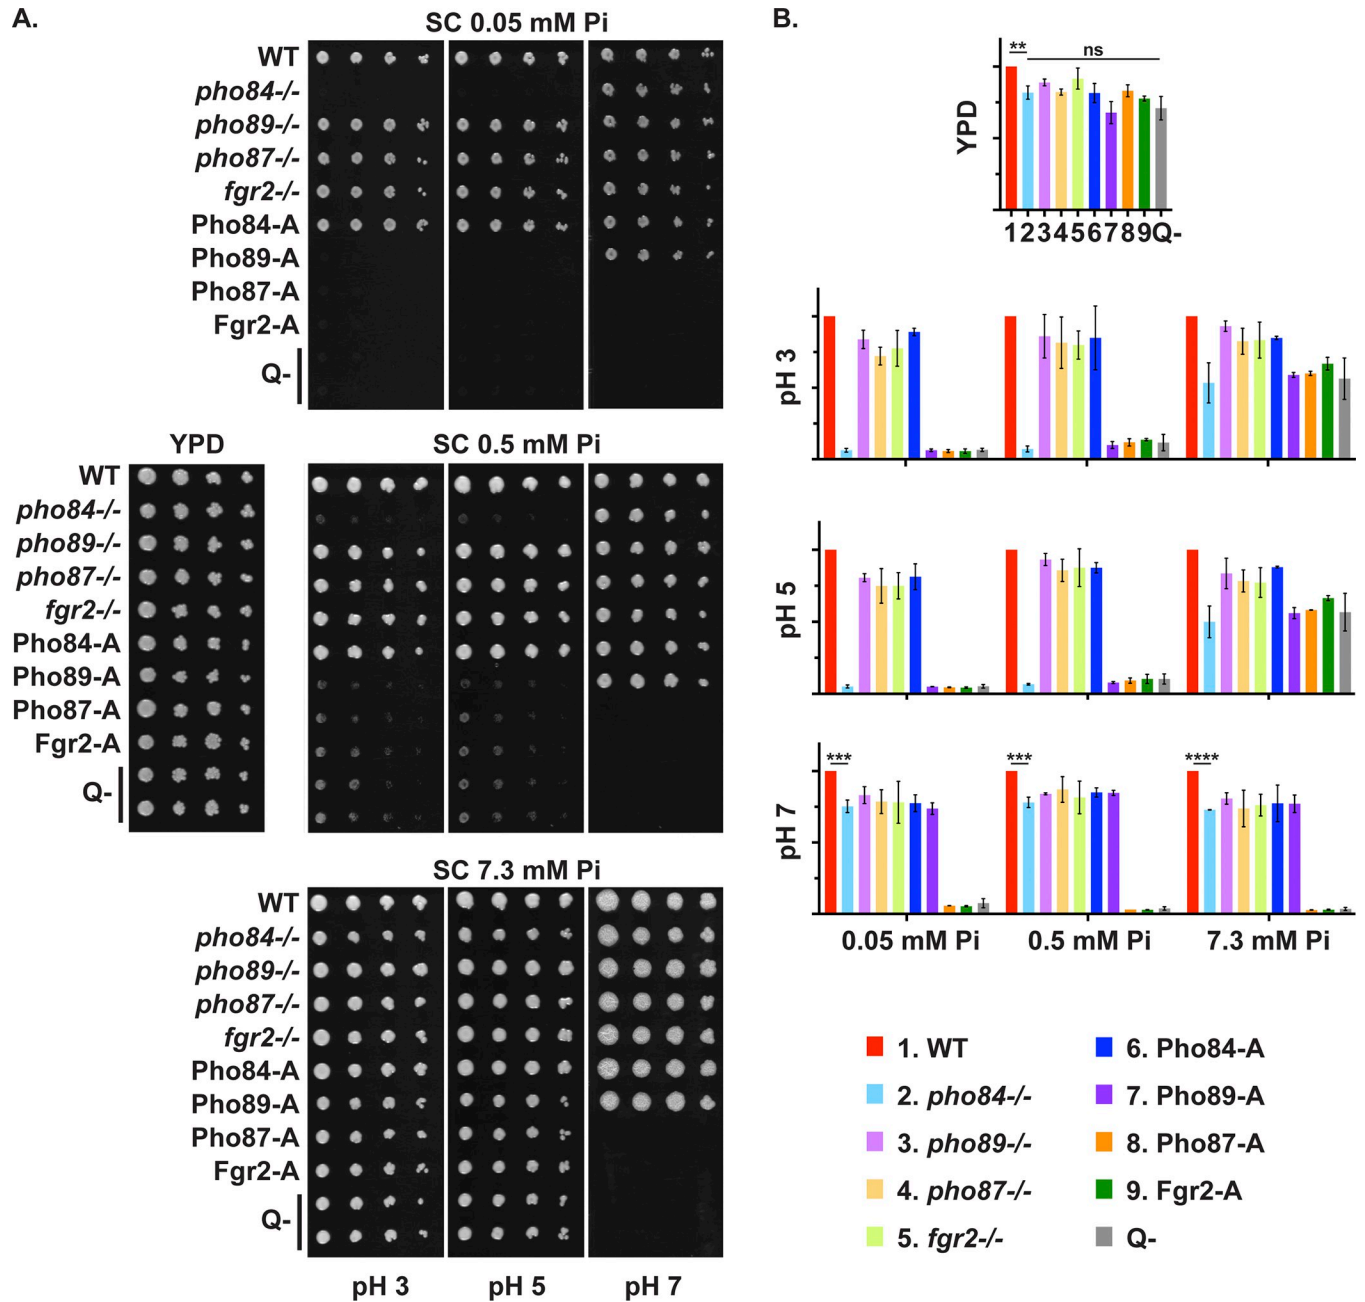 A.
SC 0.05 mM Pi
WT
pho84-/-
pho89-/-
pho87-/-
fgr2-/-
Pho84-A
Pho89-A
Pho87-A
Fgr2-A
Q-
YPD
SC 0.5 mM Pi
WT
pho84-/-
pho89-/-
pho87-/-
fgr2-/-
Pho84-A
Pho89-A
Pho87-A
Fgr2-A
Q-
SC 7.3 mM Pi
WT
pho84-/-
pho89-/-
pho87-/-
fgr2-/-
Pho84-A
Pho89-A
Pho87-A
Fgr2-A
Q-
pH 3 pH 5 pH 7
B.
** ns
YPD
1 2 3 4 5 6 7 8 9 Q-
pH 3
pH 5
*** *** ****
pH 7
0.05 mM Pi 0.5 mM Pi 7.3 mM Pi
1. WT
2. pho84-/-
3. pho89-/-
4. pho87-/-
5. fgr2-/-
6. Pho84-A
7. Pho89-A
8. Pho87-A
9. Fgr2-A
Q-